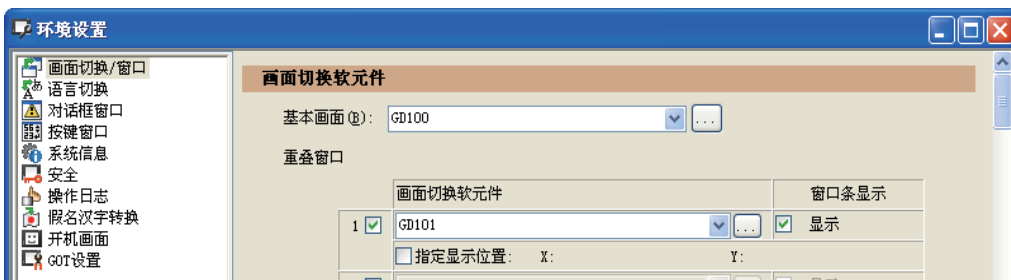 环境设置
画面切换/窗口
语言切换
对话框窗口
按键窗口
系统信息
安全
操作日志
假名汉字转换
开机画面
GOT设置
画面切换软元件
基本画面(B): GD100 ...
重叠窗口
画面切换软元件 窗口条显示
1 GD101 ... 显示
指定显示位置: X: Y: